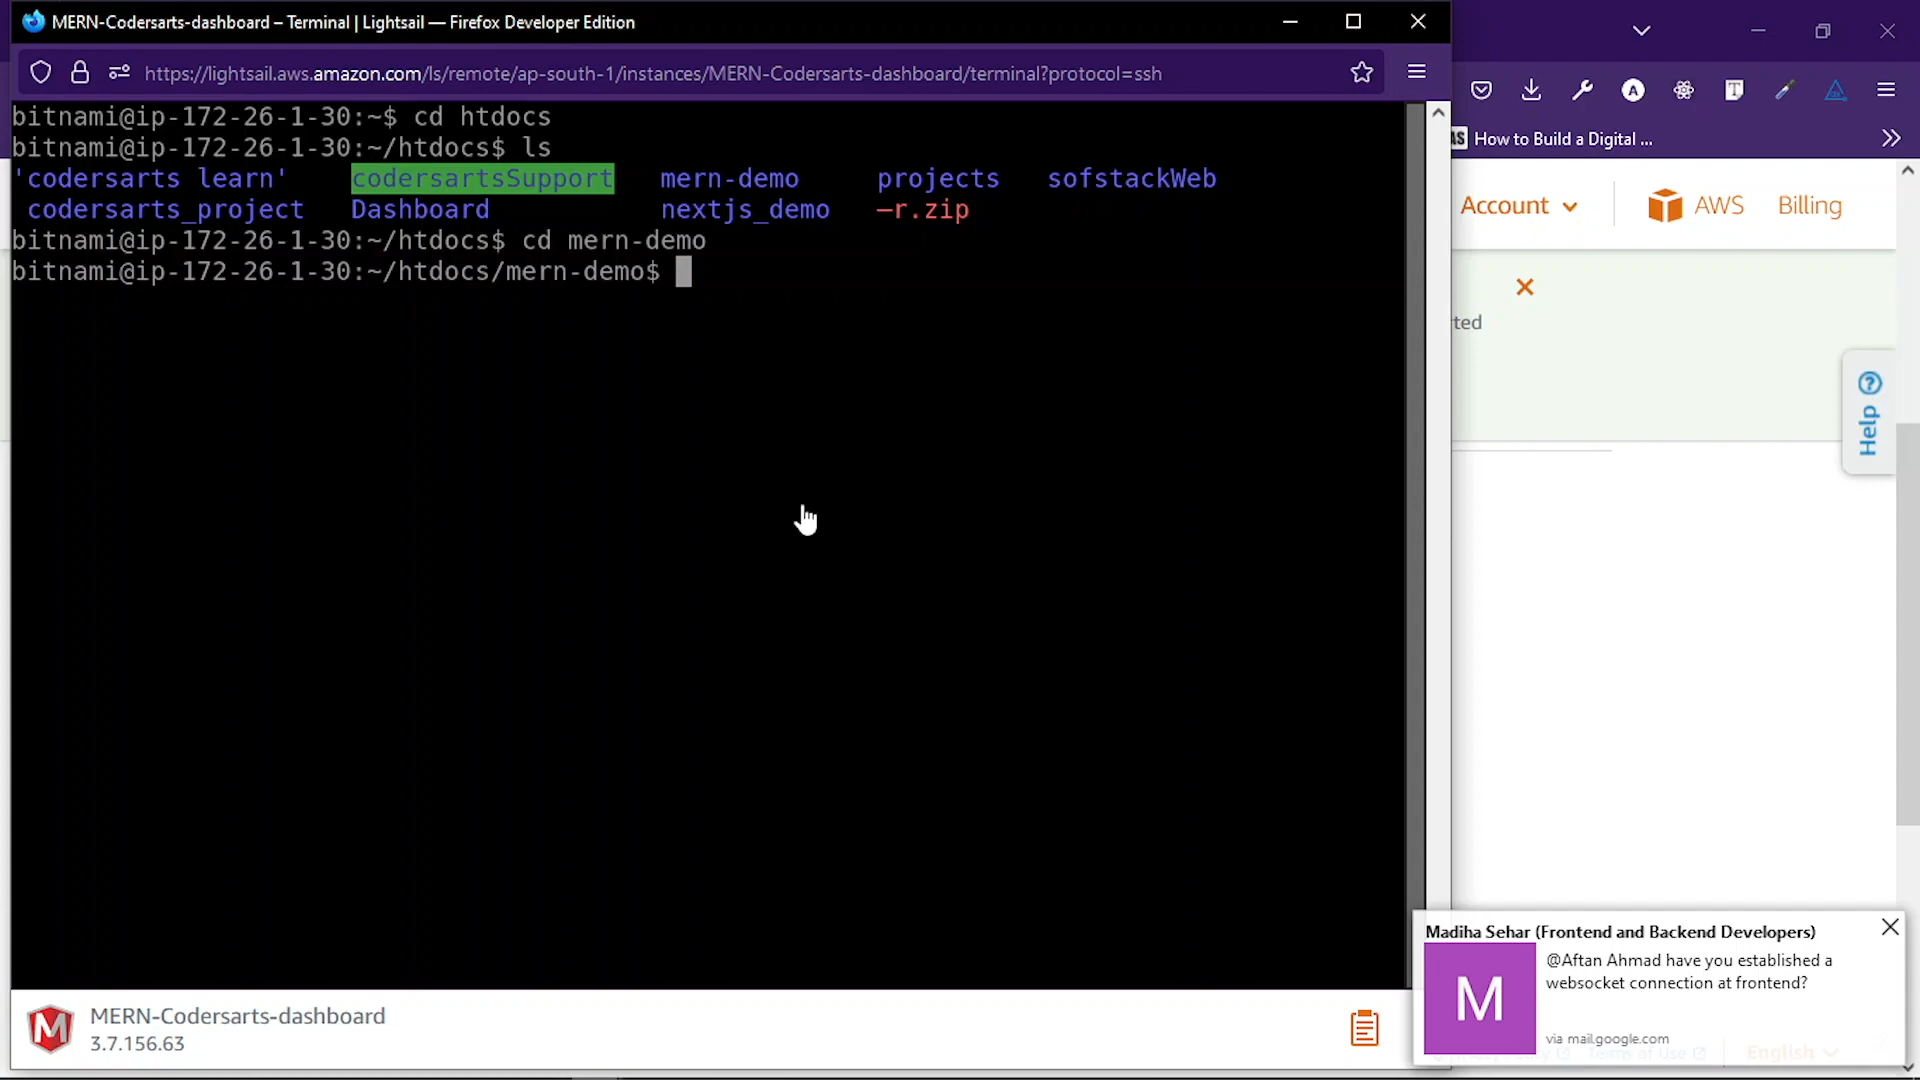 MERN-Codersarts-dashboard – Terminal | Lightsail — Firefox Developer Edition
https://lightsail.aws.amazon.com/ls/remote/ap-south-1/instances/MERN-Codersarts-dashboard/terminal?protocol=ssh
bitnami@ip-172-26-1-30:~$ cd htdocs
bitnami@ip-172-26-1-30:~/htdocs$ ls
'codersarts learn' codersartsSupport mern-demo projects sofstackWeb
codersarts_project Dashboard nextjs_demo –r.zip
bitnami@ip-172-26-1-30:~/htdocs$ cd mern-demo
bitnami@ip-172-26-1-30:~/htdocs/mern-demo$
MERN-Codersarts-dashboard
3.7.156.63
A
T
AS How to Build a Digital ...
Account AWS Billing
ted
Help
Madiha Sehar (Frontend and Backend Developers)
M
@Aftan Ahmad have you established a
websocket connection at frontend?
via mail.google.com
Terms of Use English